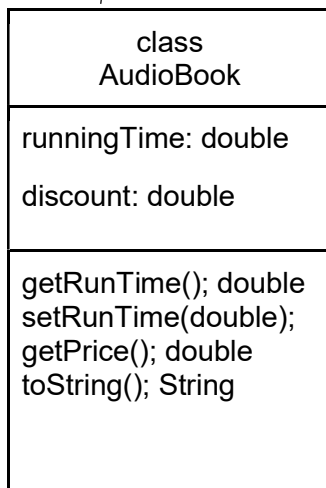 class
AudioBook
runningTime: double
discount: double
getRunTime(); double
setRunTime(double);
getPrice(); double
toString(); String